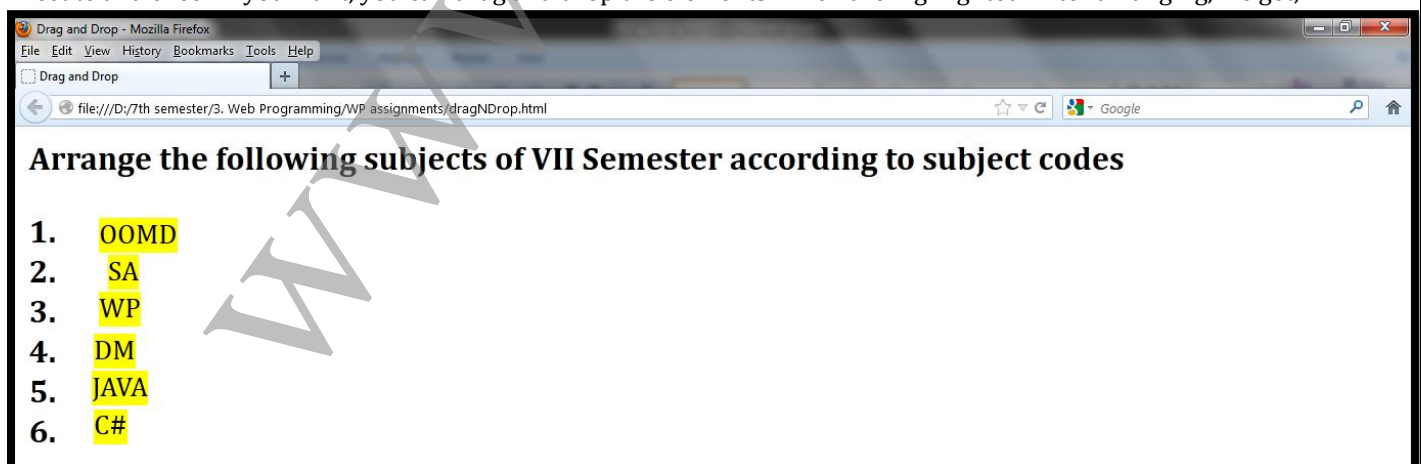 Drag and Drop - Mozilla Firefox
File Edit View History Bookmarks Tools Help
Drag and Drop +
file:///D:/7th semester/3. Web Programming/WP assignments/dragNDrop.html Google
Arrange the following subjects of VII Semester according to subject codes
1. OOMD
2. SA
3. WP
4. DM
5. JAVA
6. C#